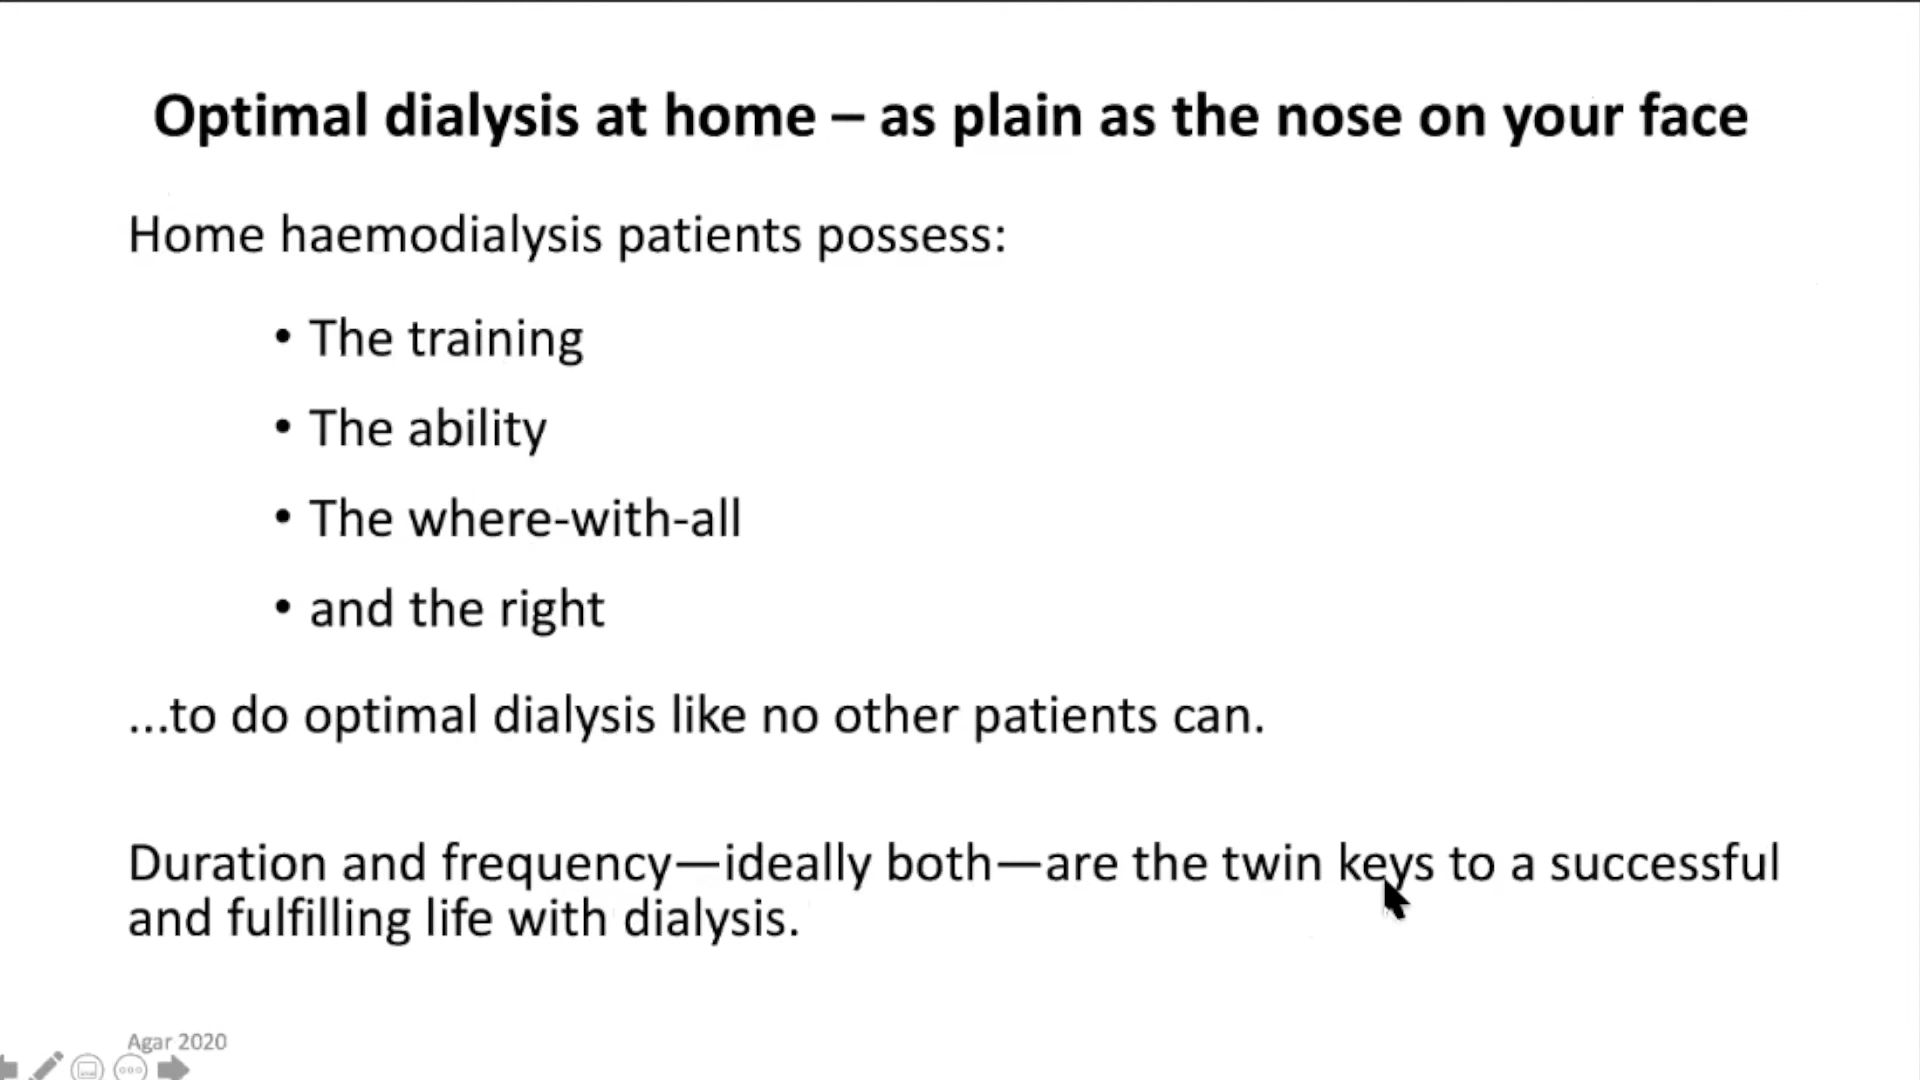 Optimal dialysis at home – as plain as the nose on your face
Home haemodialysis patients possess:
• The training
• The ability
• The where-with-all
• and the right
...to do optimal dialysis like no other patients can.
Duration and frequency—ideally both—are the twin keys to a successful
and fulfilling life with dialysis.
Agar 2020